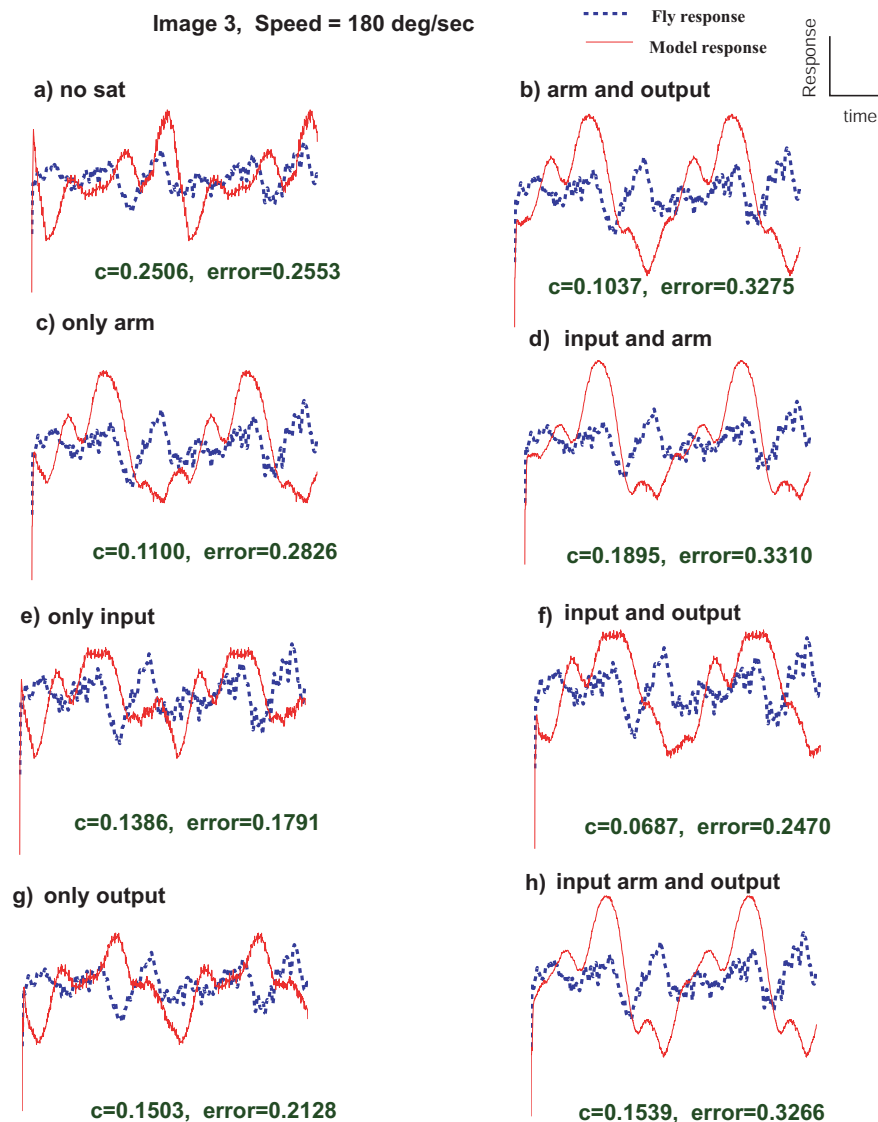 Image 3, Speed = 180 deg/sec
Fly response
Model response
Response
time
a) no sat
c=0.2506, error=0.2553
b) arm and output
c=0.1037, error=0.3275
c) only arm
c=0.1100, error=0.2826
d) input and arm
c=0.1895, error=0.3310
e) only input
c=0.1386, error=0.1791
f) input and output
c=0.0687, error=0.2470
g) only output
c=0.1503, error=0.2128
h) input arm and output
c=0.1539, error=0.3266